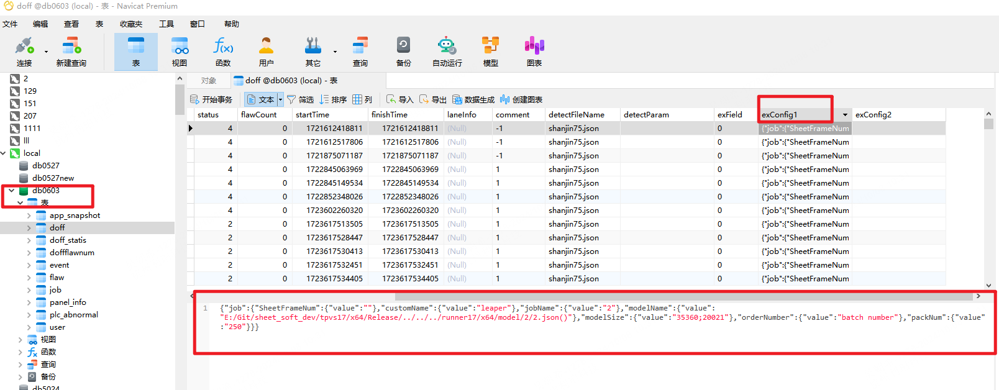 doff @db0603 (local) - 表 - Navicat Premium
文件 编辑 查看 表 收藏夹 工具 窗口 帮助
连接 新建查询 表 视图 函数 用户 其它 查询 备份 自动运行 模型 图表
2
129
151
207
1111
lll
local
db0527
db0527new
db0603
表
app_snapshot
doff
doff_statis
doffflawnum
event
flaw
job
panel_info
plc_abnormal
user
视图
函数
查询
备份
db5024
对象 doff @db0603 (local) - 表
开始事务 文本 筛选 排序 列 导入 导出 数据生成 创建图表
status flawCount startTime finishTime laneInfo comment detectFileName detectParam exField exConfig1 exConfig2
4 0 1721612418811 1721612418811 (Null) -1 shanjin75.json 0 {"job":{"SheetFrameNum
4 0 1721612517806 1721612517806 (Null) -1 shanjin75.json 0 {"job":{"SheetFrameNum
4 0 1721875071187 1721875071187 (Null) -1 shanjin75.json 0 {"job":{"SheetFrameNum
4 0 1722845063969 1722845063969 (Null) 1 shanjin75.json 0 {"job":{"SheetFrameNum
4 0 1722845149534 1722845149534 (Null) 1 shanjin75.json 0 {"job":{"SheetFrameNum
4 0 1722852348026 1722852348026 (Null) 1 shanjin75.json 0 {"job":{"SheetFrameNum
4 0 1723602260320 1723602260320 (Null) 1 shanjin75.json 0 {"job":{"SheetFrameNum
2 0 1723617513505 1723617513505 (Null) 1 shanjin75.json 0 {"job":{"SheetFrameNum
2 0 1723617528447 1723617528447 (Null) 1 shanjin75.json 0 {"job":{"SheetFrameNum
2 0 1723617530413 1723617530413 (Null) 1 shanjin75.json 0 {"job":{"SheetFrameNum
2 0 1723617532451 1723617532451 (Null) 1 shanjin75.json 0 {"job":{"SheetFrameNum
2 0 1723617534405 1723617534405 (Null) 1 shanjin75.json 0 {"job":{"SheetFrameNum
1 {"job":{"SheetFrameNum":{"value":""},"customName":{"value":"leaper"},"jobName":{"value":"2"},"modelName":{"value":
"E:/Git/sheet_soft_dev/tpvs17/x64/Release/../../../runner17/x64/model/2/2.json()"},"modelSize":{"value":"35360;20021"},"orderNumber":{"value":"batch number"},"packNum":{"value"
:"250"}}}